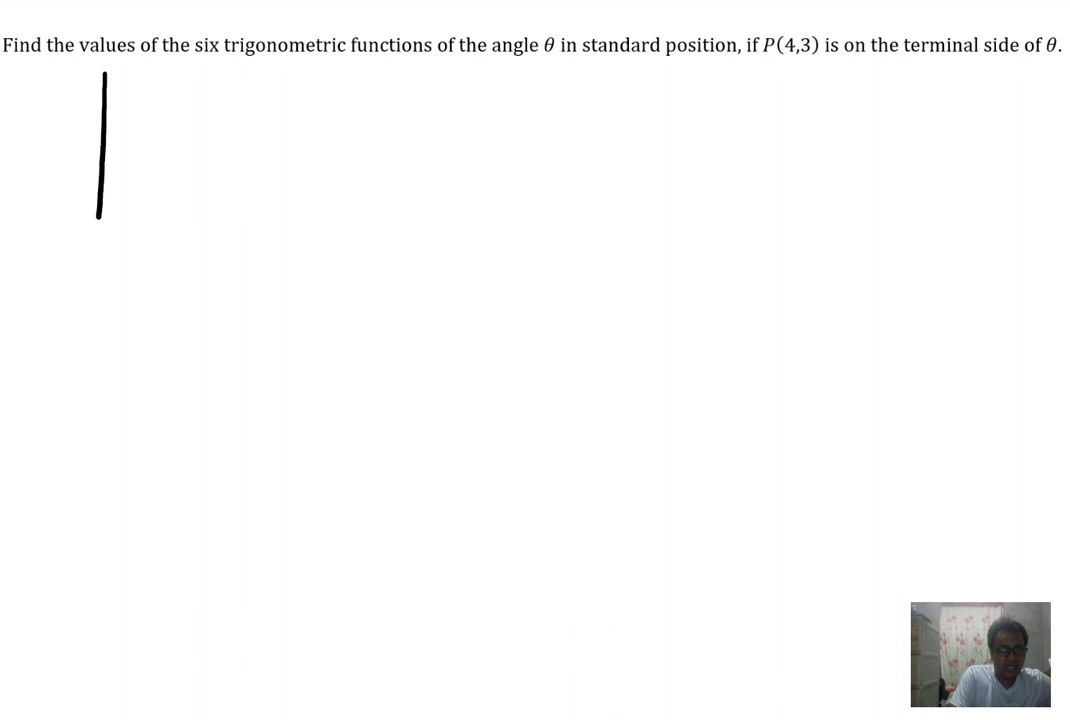 Find the values of the six trigonometric functions of the angle θ in standard position, if P(4,3) is on the terminal side of θ.